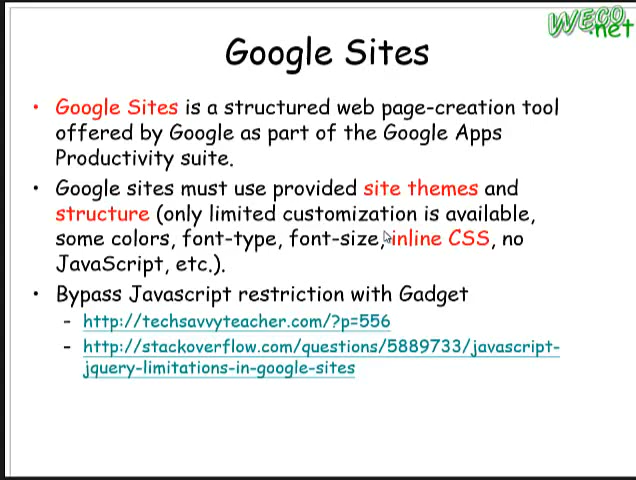 WECO
.net
Google Sites
• Google Sites is a structured web page-creation tool
offered by Google as part of the Google Apps
Productivity suite.
• Google sites must use provided site themes and
structure (only limited customization is available,
some colors, font-type, font-size, inline CSS, no
JavaScript, etc.).
• Bypass Javascript restriction with Gadget
– http://techsavvyteacher.com/?p=556
– http://stackoverflow.com/questions/5889733/javascript-
jquery-limitations-in-google-sites